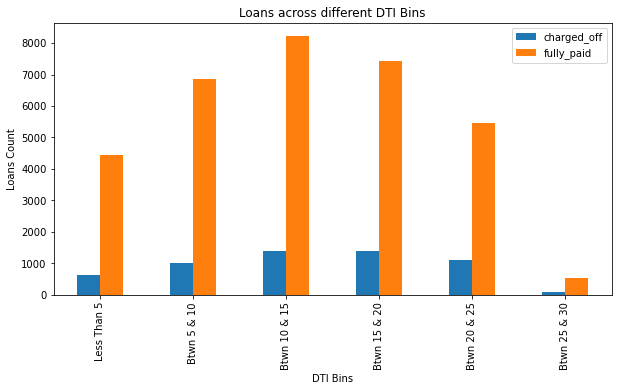 Loans across different DTI Bins
charged_off
fully_paid
Loans Count
8000
7000
6000
5000
4000
3000
2000
1000
0
Less Than 5
Btwn 5 & 10
Btwn 10 & 15
Btwn 15 & 20
Btwn 20 & 25
Btwn 25 & 30
DTI Bins